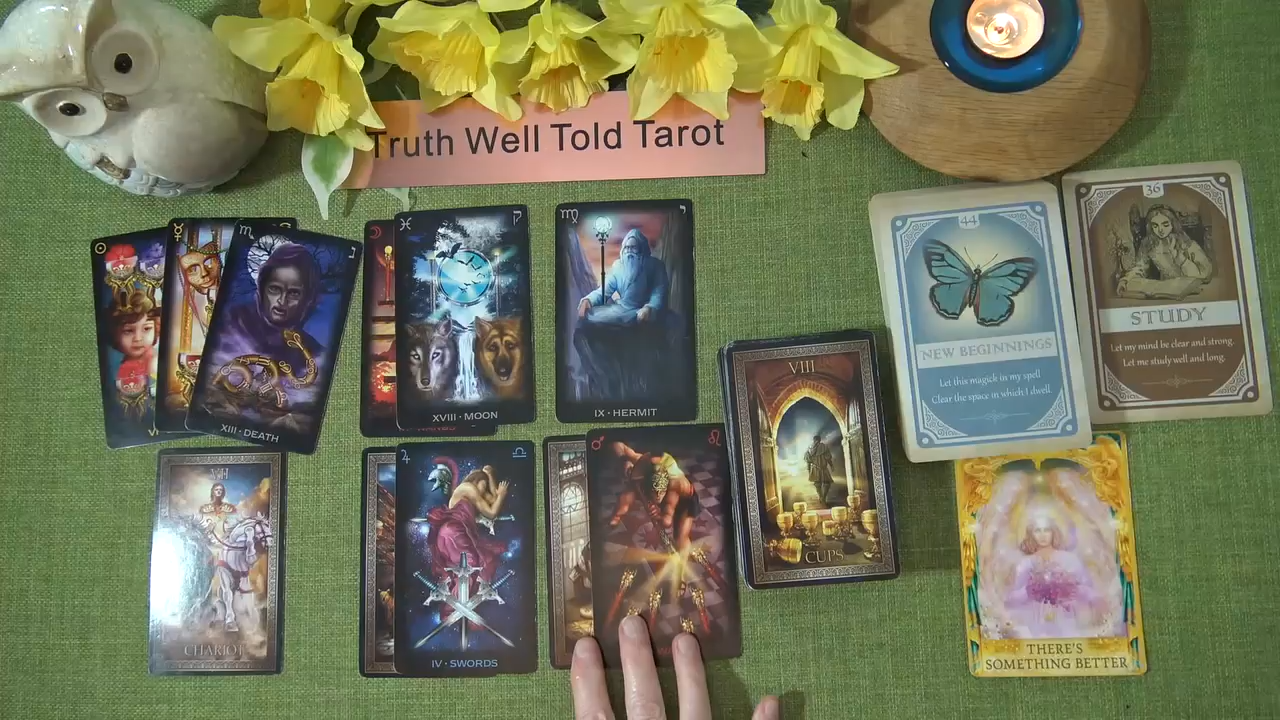 Truth Well Told Tarot
XIII · DEATH
XVIII · MOON
IX · HERMIT
VII
CHARIOT
IV · SWORDS
VIII
CUPS
44
NEW BEGINNINGS
Let this magick in my spell
Clear the space in which I dwell.
36
STUDY
Let my mind be clear and strong.
Let me study well and long.
THERE'S
SOMETHING BETTER